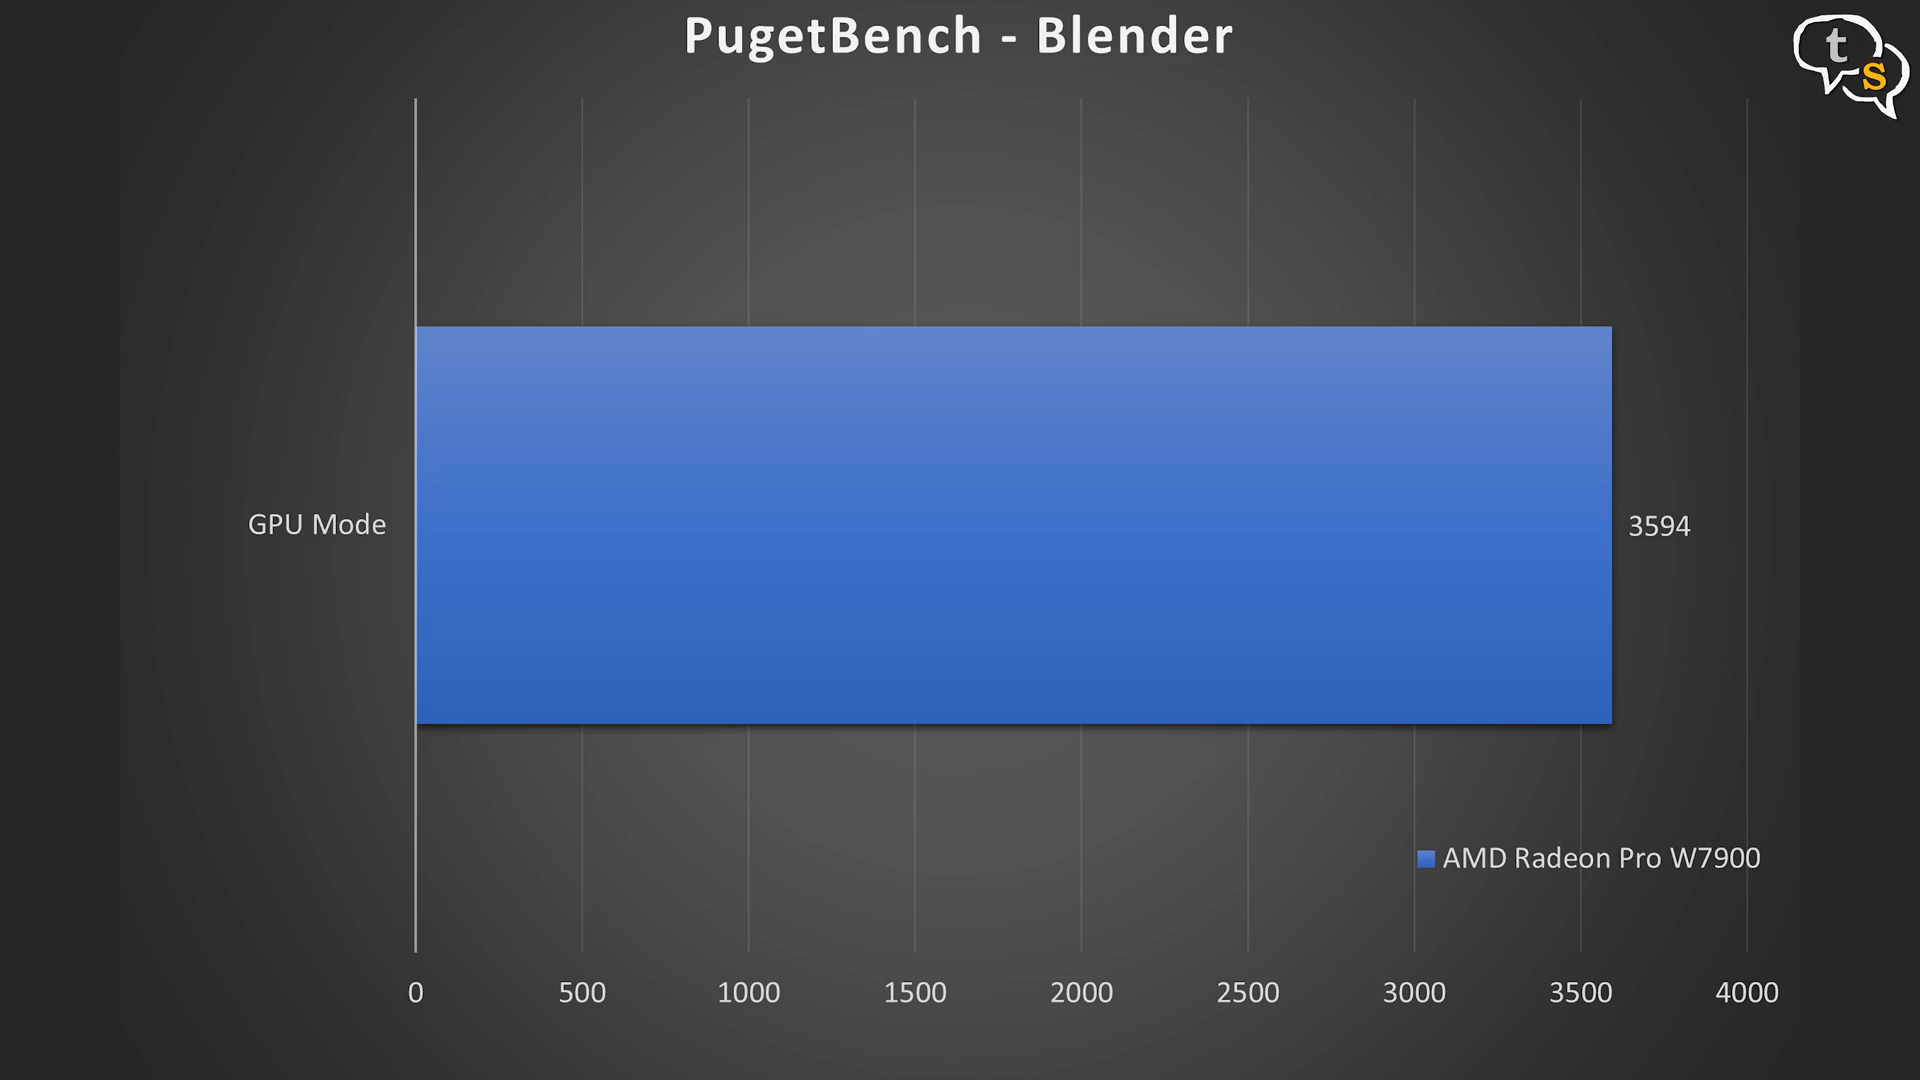 PugetBench - Blender
t
S
GPU Mode
3594
AMD Radeon Pro W7900
0 500 1000 1500 2000 2500 3000 3500 4000